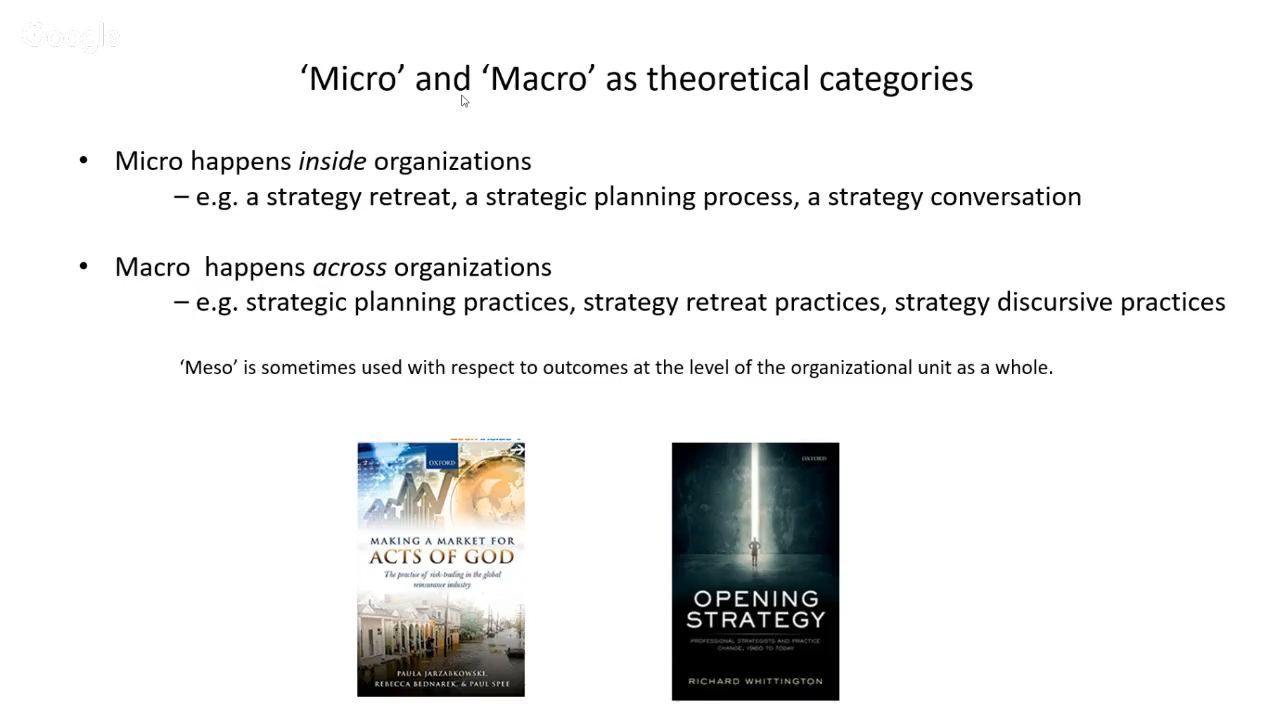 Google
‘Micro’ and ‘Macro’ as theoretical categories
• Micro happens inside organizations
– e.g. a strategy retreat, a strategic planning process, a strategy conversation
• Macro happens across organizations
– e.g. strategic planning practices, strategy retreat practices, strategy discursive practices
‘Meso’ is sometimes used with respect to outcomes at the level of the organizational unit as a whole.
OXFORD
MAKING A MARKET FOR
ACTS OF GOD
The practice of risk-trading in the global
reinsurance industry
PAULA JARZABKOWSKI,
REBECCA BEDNAREK, & PAUL SPEE
OXFORD
OPENING
STRATEGY
PROFESSIONAL STRATEGISTS AND PRACTICE
CHANGE, 1960 TO TODAY
RICHARD WHITTINGTON